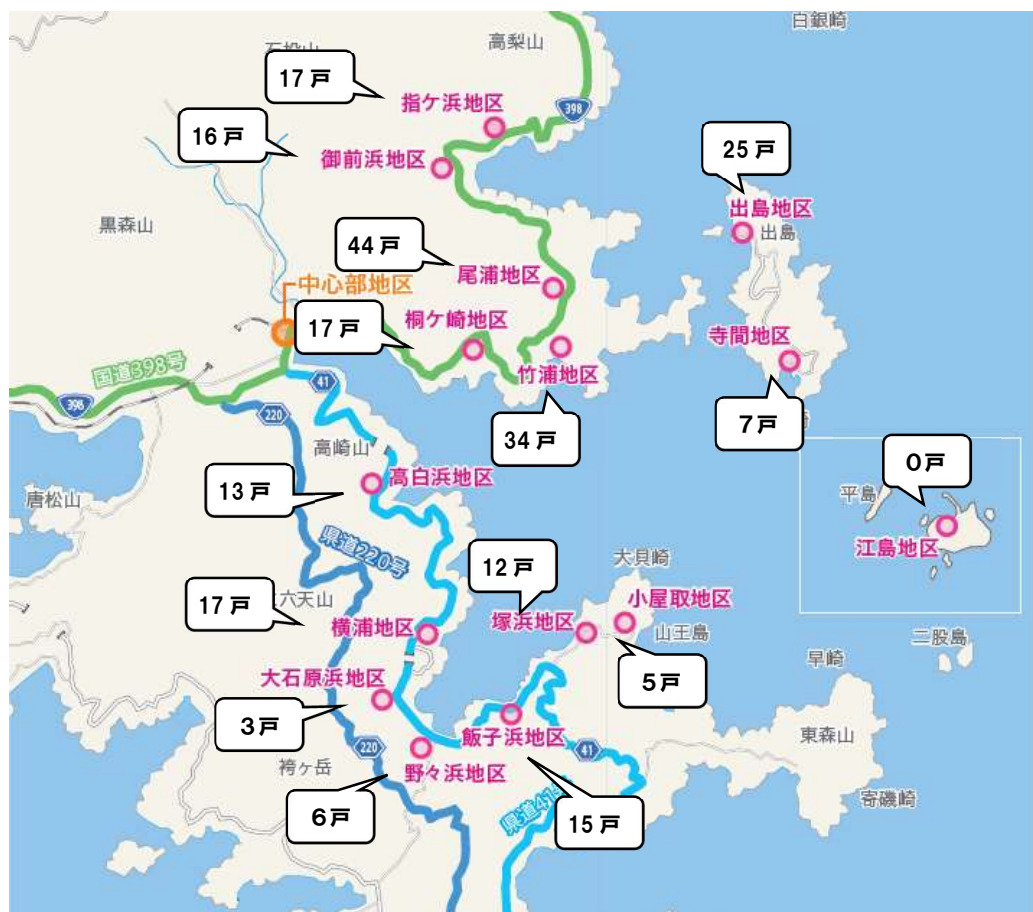 白銀崎
高梨山
石投山
17戸
指ケ浜地区
398
16戸
御前浜地区
25戸
出島地区
出島
黒森山
44戸
尾浦地区
中心部地区
17戸
桐ケ崎地区
寺間地区
竹浦地区
国道398号
41
398
220
34戸
7戸
崎
高崎山
0戸
高白浜地区
平島
13戸
唐松山
江島地区
県道220号
大貝崎
12戸
小屋取地区
17戸
六天山
横浦地区
塚浜地区
山王島
二股島
早崎
大石原浜地区
5戸
3戸
飯子浜地区
東森山
220
野々浜地区
41
袴ヶ岳
寄磯崎
6戸
県道41号
15戸